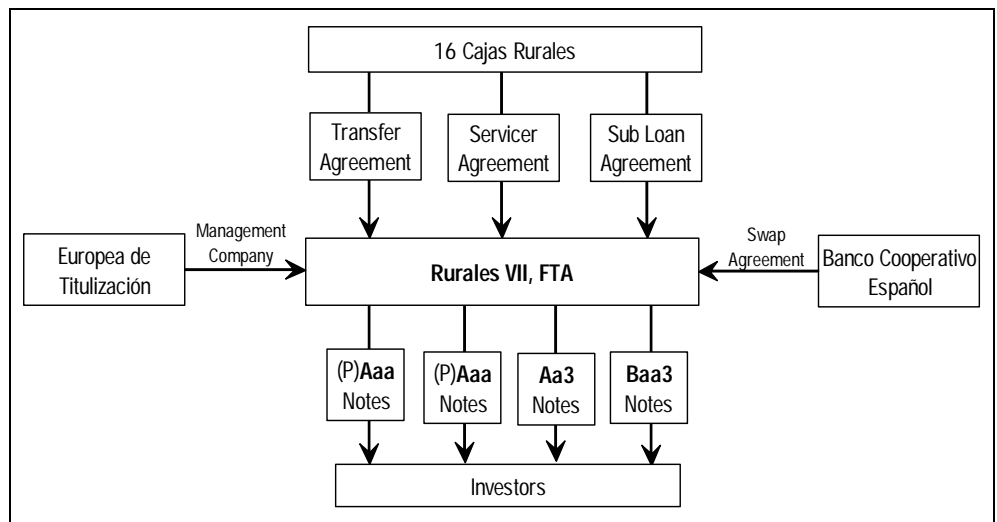 16 Cajas Rurales
Transfer
Agreement
Servicer
Agreement
Sub Loan
Agreement
Europea de
Titulización
Management
Company
Rurales VII, FTA
Swap
Agreement
Banco Cooperativo
Español
(P)Aaa
Notes
(P)Aaa
Notes
Aa3
Notes
Baa3
Notes
Investors